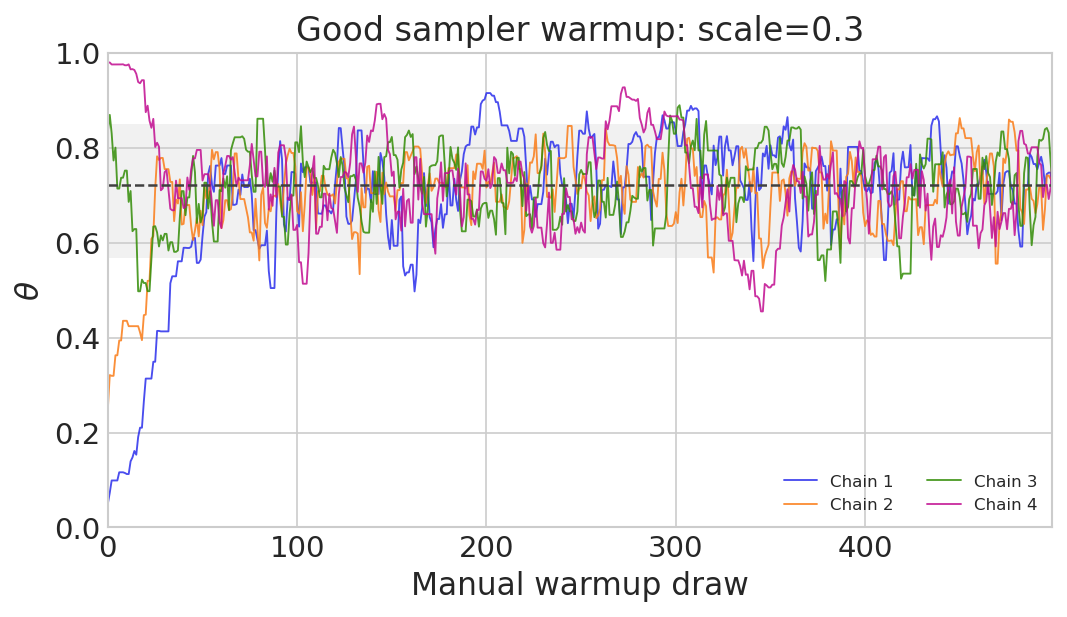 Good sampler warmup: scale=0.3
1.0
0.8
0.6
0.4
0.2
0.0
θ
0 100 200 300 400
Manual warmup draw
Chain 1 Chain 3
Chain 2 Chain 4